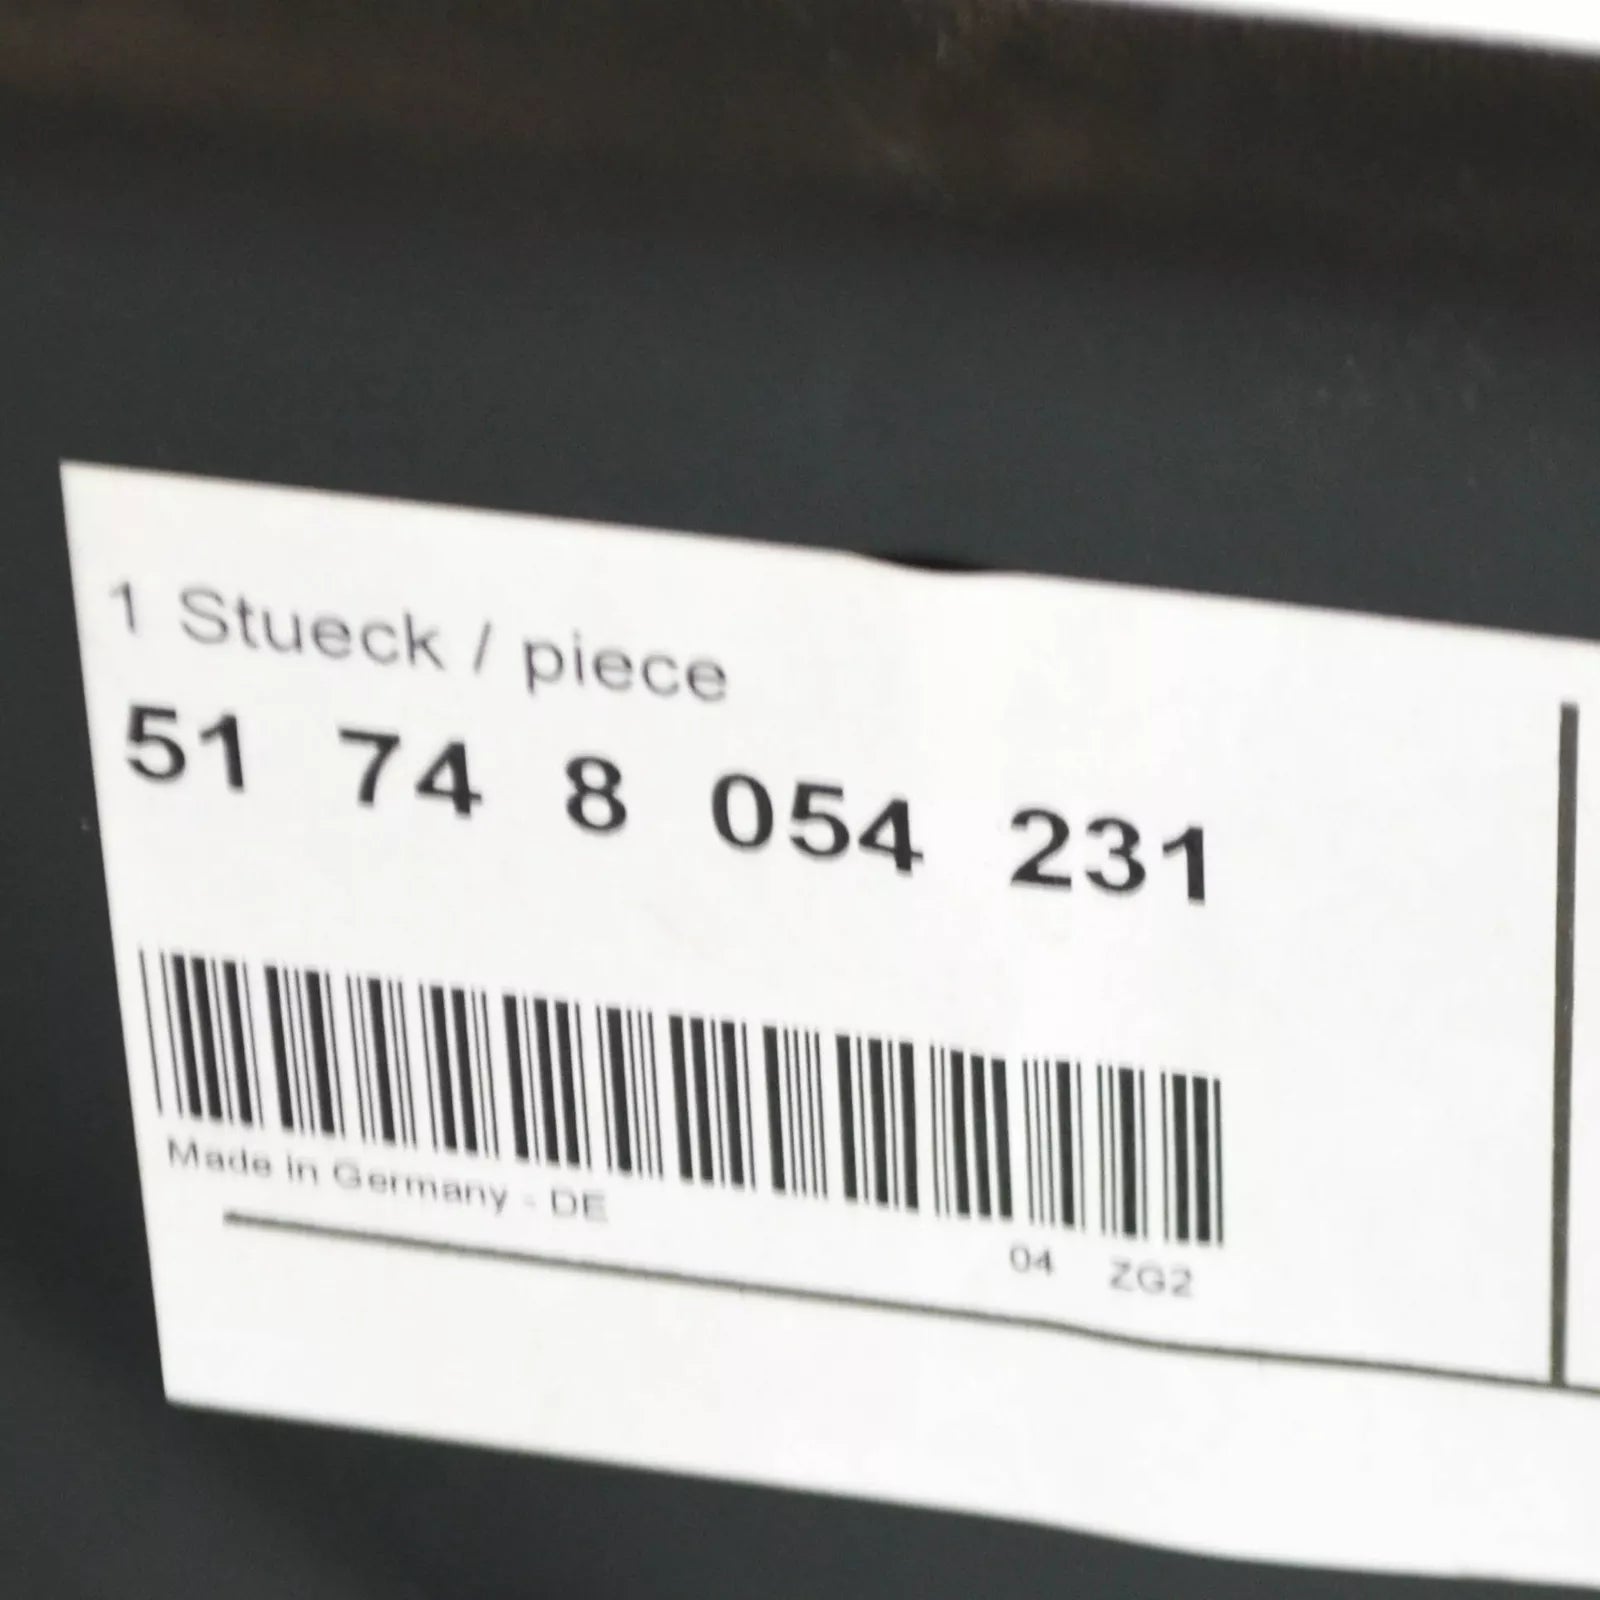 1 Stueck / piece
51 74 8 054 231
Made in Germany - DE
04 ZG2